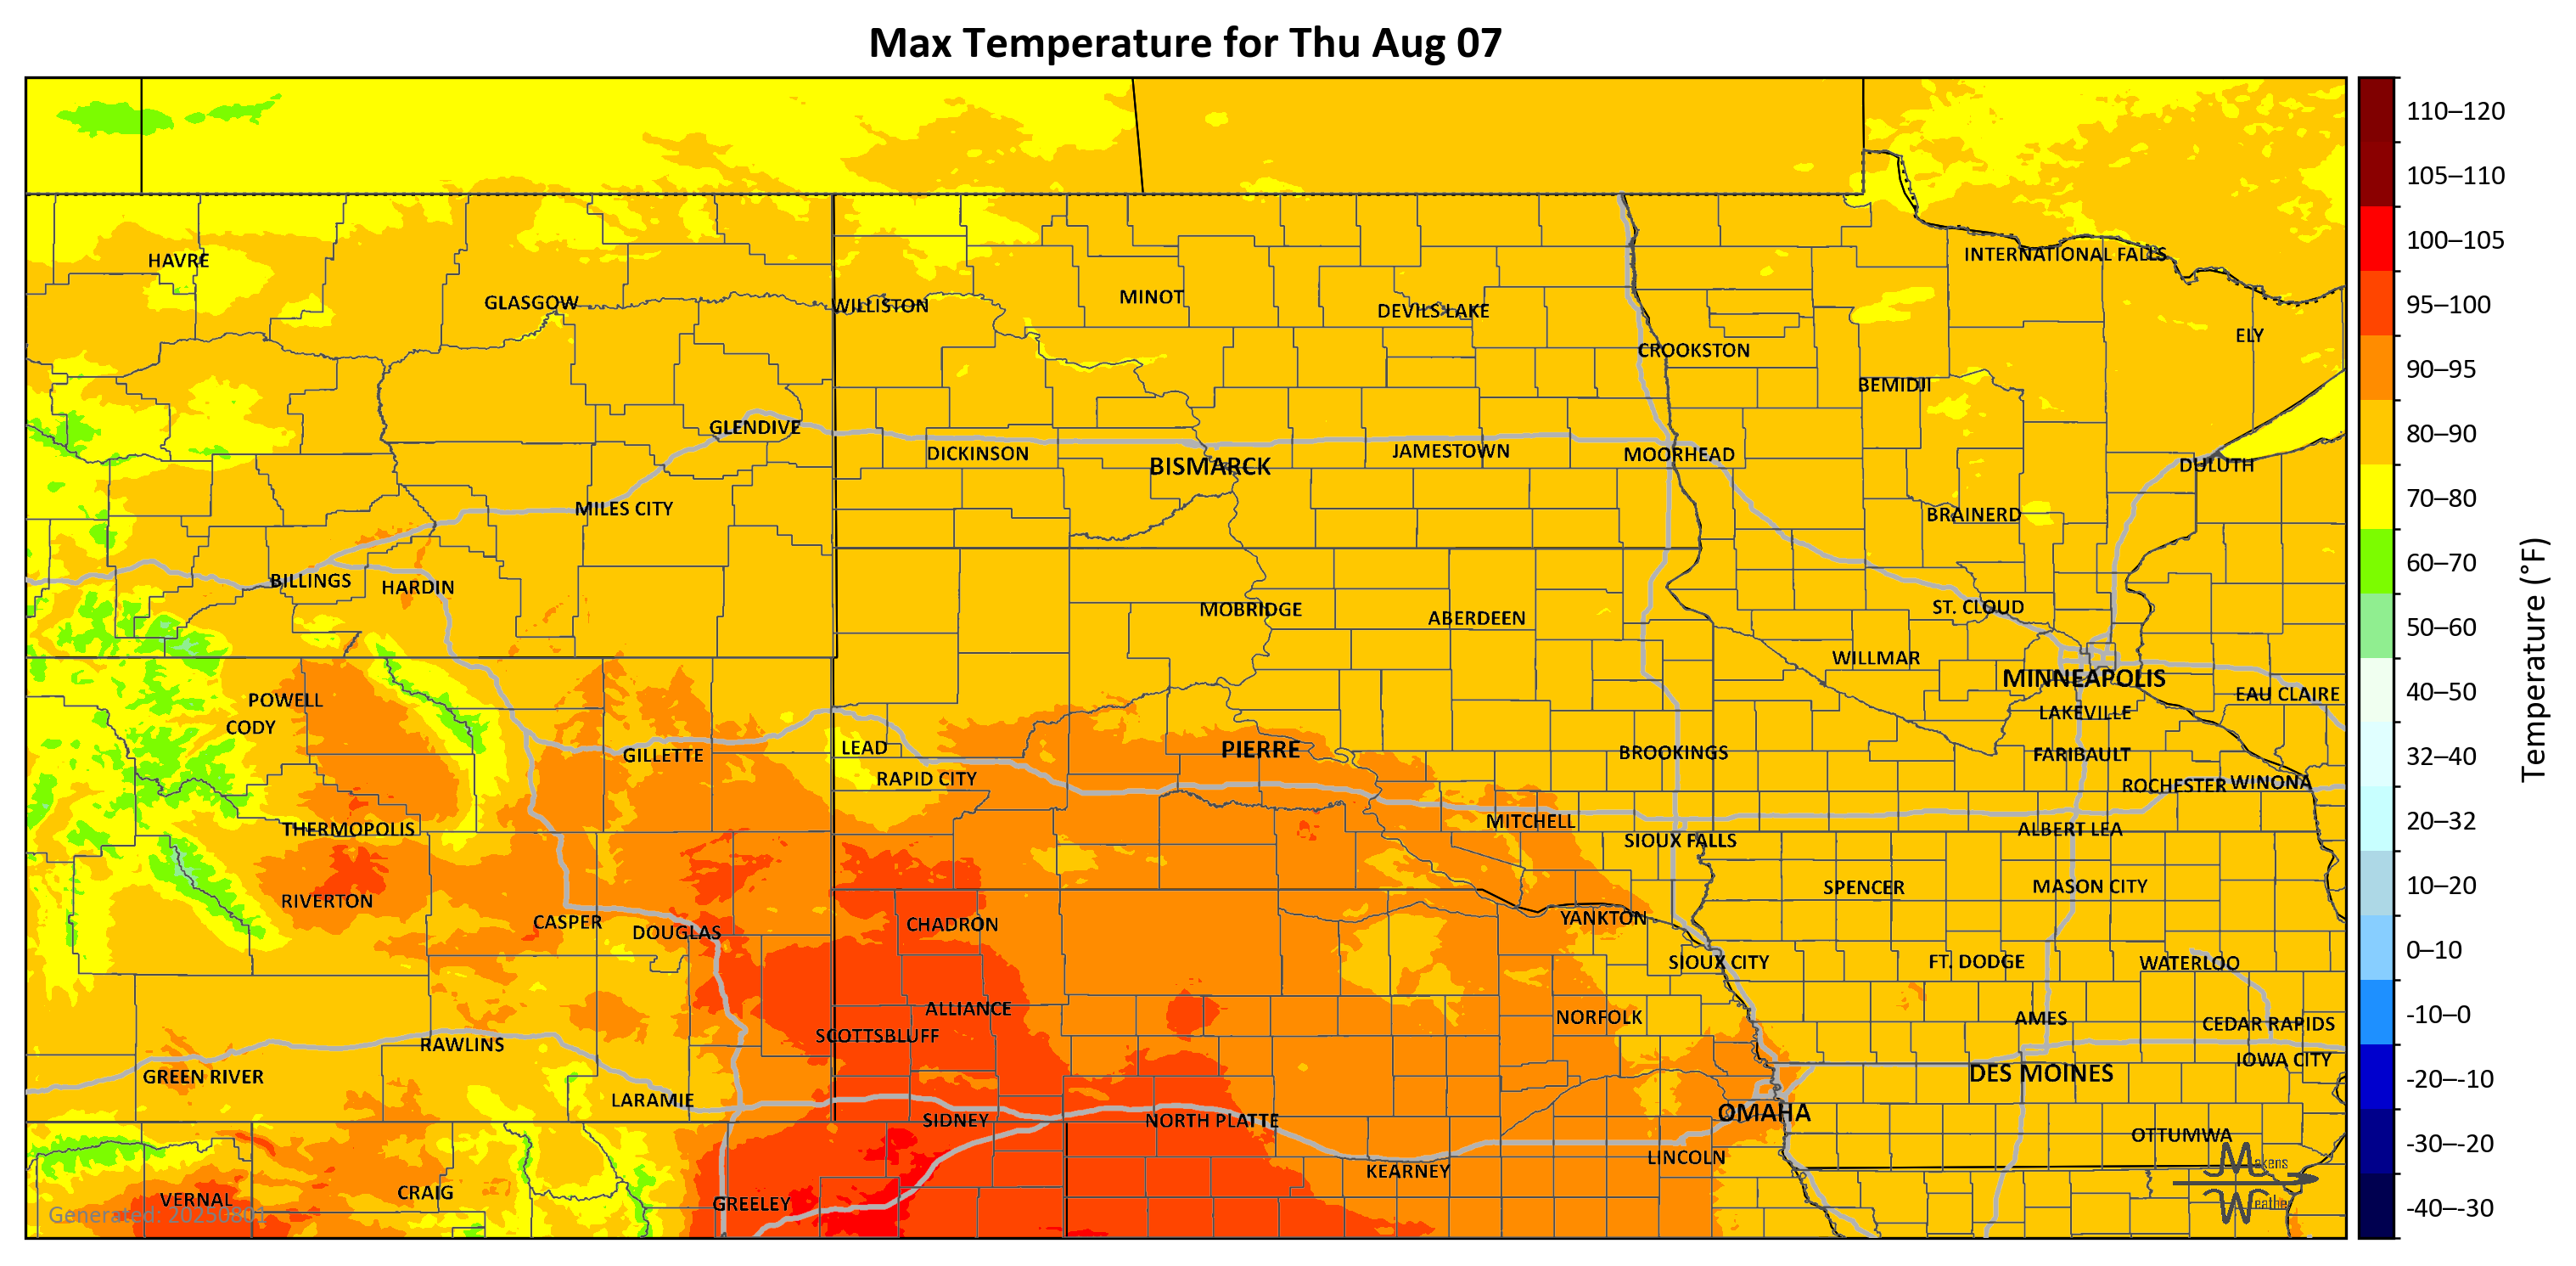 Max Temperature for Thu Aug 07
HAVRE
GLASGOW
WILLISTON
MINOT
DEVILS LAKE
CROOKSTON
INTERNATIONAL FALLS
ELY
BEMIDJI
GLENDIVE
DICKINSON
BISMARCK
JAMESTOWN
MOORHEAD
DULUTH
MILES CITY
BRAINERD
BILLINGS
HARDIN
MOBRIDGE
ABERDEEN
ST. CLOUD
WILLMAR
MINNEAPOLIS
EAU CLAIRE
POWELL
CODY
LAKEVILLE
GILLETTE
LEAD
PIERRE
BROOKINGS
FARIBAULT
RAPID CITY
ROCHESTER
WINONA
THERMOPOLIS
MITCHELL
SIOUX FALLS
ALBERT LEA
RIVERTON
SPENCER
MASON CITY
CASPER
DOUGLAS
CHADRON
YANKTON
SIOUX CITY
FT. DODGE
WATERLOO
ALLIANCE
SCOTTSBLUFF
NORFOLK
AMES
CEDAR RAPIDS
RAWLINS
IOWA CITY
GREEN RIVER
DES MOINES
LARAMIE
SIDNEY
NORTH PLATTE
OMAHA
OTTUMWA
KEARNEY
LINCOLN
VERNAL
CRAIG
GREELEY
Generated: 20250801
Makens
Weather
110–120
105–110
100–105
95–100
90–95
80–90
70–80
60–70
50–60
40–50
32–40
20–32
10–20
0–10
-10–0
-20–-10
-30–-20
-40–-30
Temperature (°F)